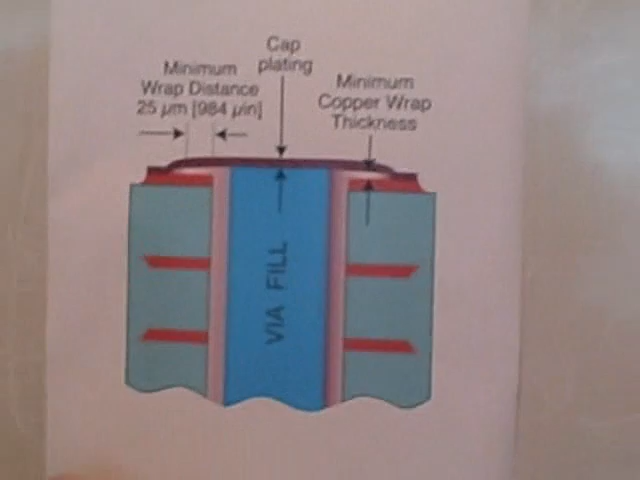 Cap
plating
Minimum
Wrap Distance
25 µm [984 µin]
Minimum
Copper Wrap
Thickness
VIA FILL